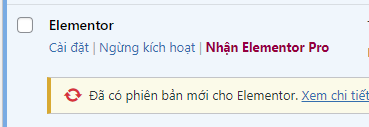 Elementor
Cài đặt | Ngừng kích hoạt | Nhận Elementor Pro
Đã có phiên bản mới cho Elementor. Xem chi tiết